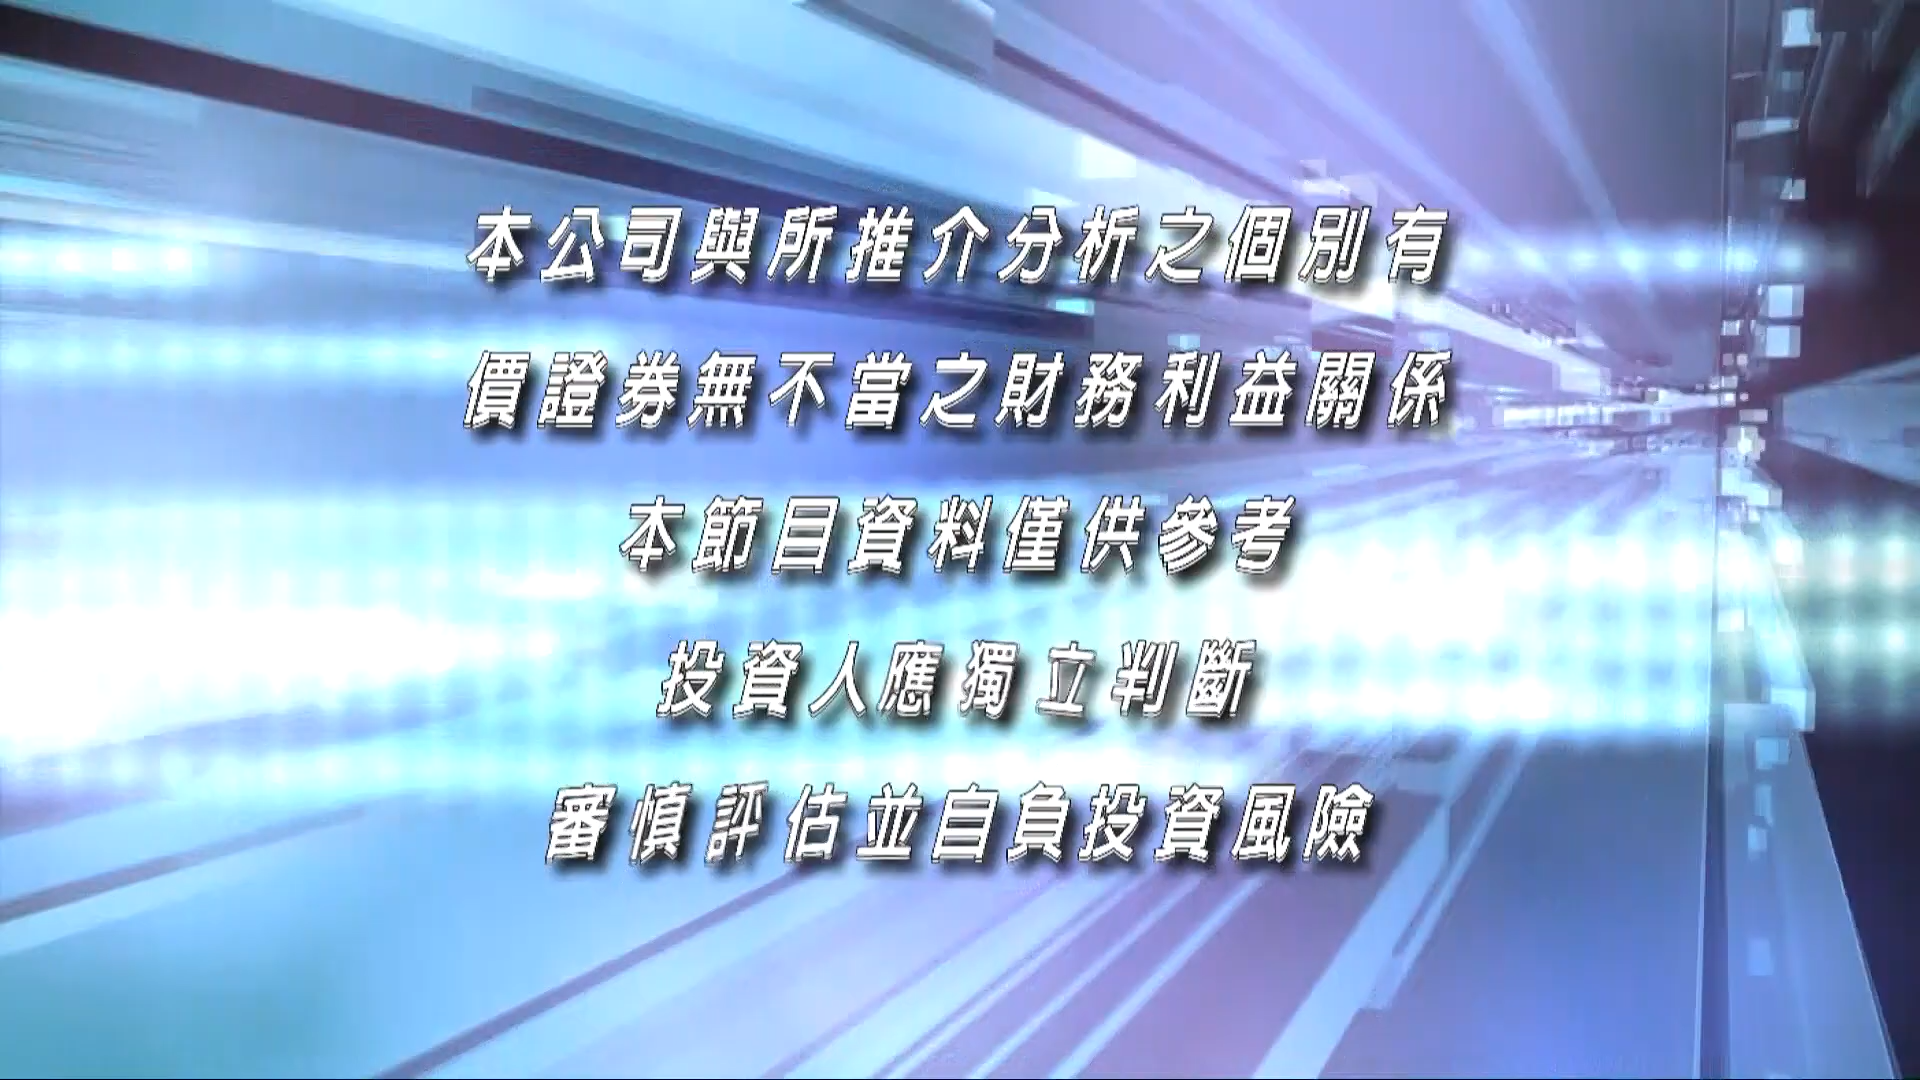 本公司與所推介分析之個別有
價證券無不當之財務利益關係
本節目資料僅供參考
投資人應獨立判斷
審慎評估並自負投資風險